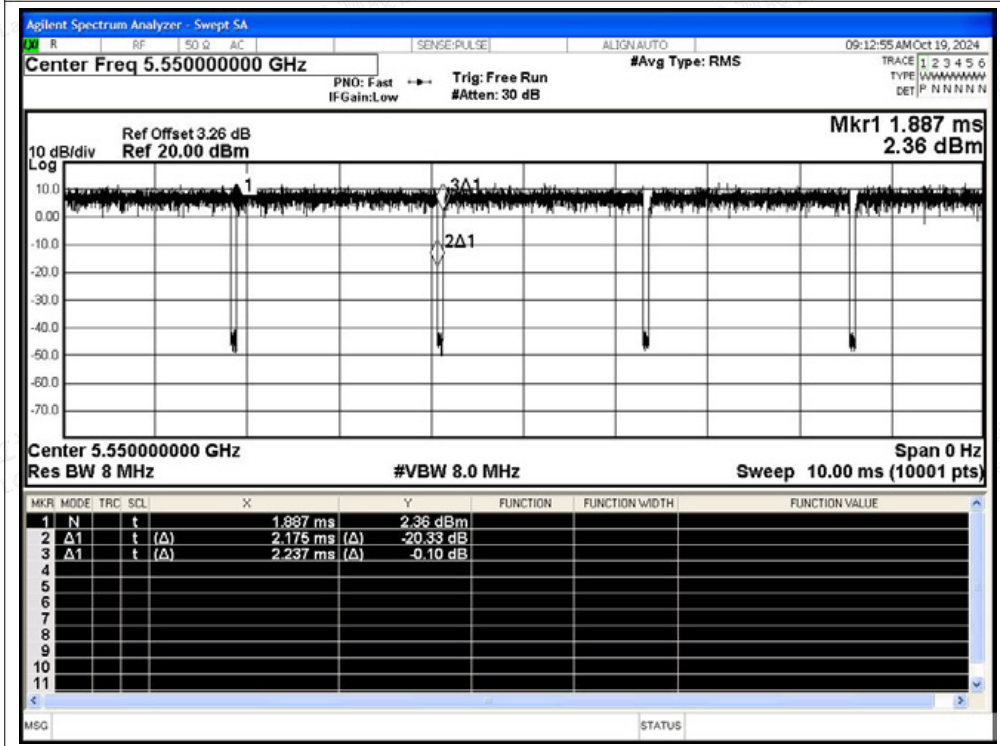 Agilent Spectrum Analyzer - Swept SA
R RF 50 Ω AC SENSE:PULSE ALIGN AUTO 09:12:55 AM Oct 19, 2024
Center Freq 5.550000000 GHz #Avg Type: RMS TRACE 1 2 3 4 5 6
PNO: Fast Trig: Free Run TYPE WWWWWW
IFGain:Low #Atten: 30 dB DET P N N N N N
Mkr1 1.887 ms
Ref Offset 3.26 dB
10 dB/div Ref 20.00 dBm 2.36 dBm
Log
10.0
1
3Δ1
0.00
2Δ1
-10.0
-20.0
-30.0
-40.0
-50.0
-60.0
-70.0
Center 5.550000000 GHz Span 0 Hz
Res BW 8 MHz #VBW 8.0 MHz Sweep 10.00 ms (10001 pts)
MKR MODE TRC SCL X Y FUNCTION FUNCTION WIDTH FUNCTION VALUE
1 N t 1.887 ms 2.36 dBm
2 Δ1 t (Δ) 2.175 ms (Δ) -20.33 dB
3 Δ1 t (Δ) 2.237 ms (Δ) -0.10 dB
4
5
6
7
8
9
10
11
MSG STATUS